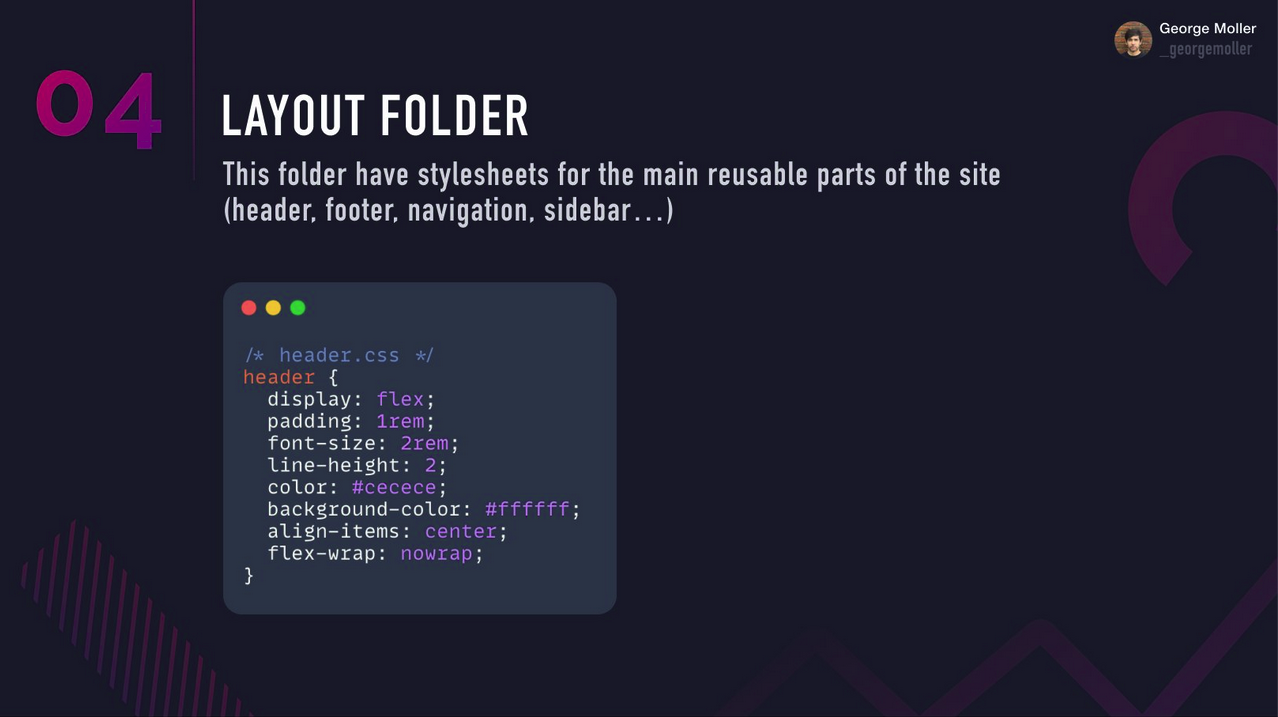 George Moller
_georgemoller
04
LAYOUT FOLDER
This folder have stylesheets for the main reusable parts of the site
(header, footer, navigation, sidebar...)
/* header.css */
header {
  display: flex;
  padding: 1rem;
  font-size: 2rem;
  line-height: 2;
  color: #cecece;
  background-color: #ffffff;
  align-items: center;
  flex-wrap: nowrap;
}